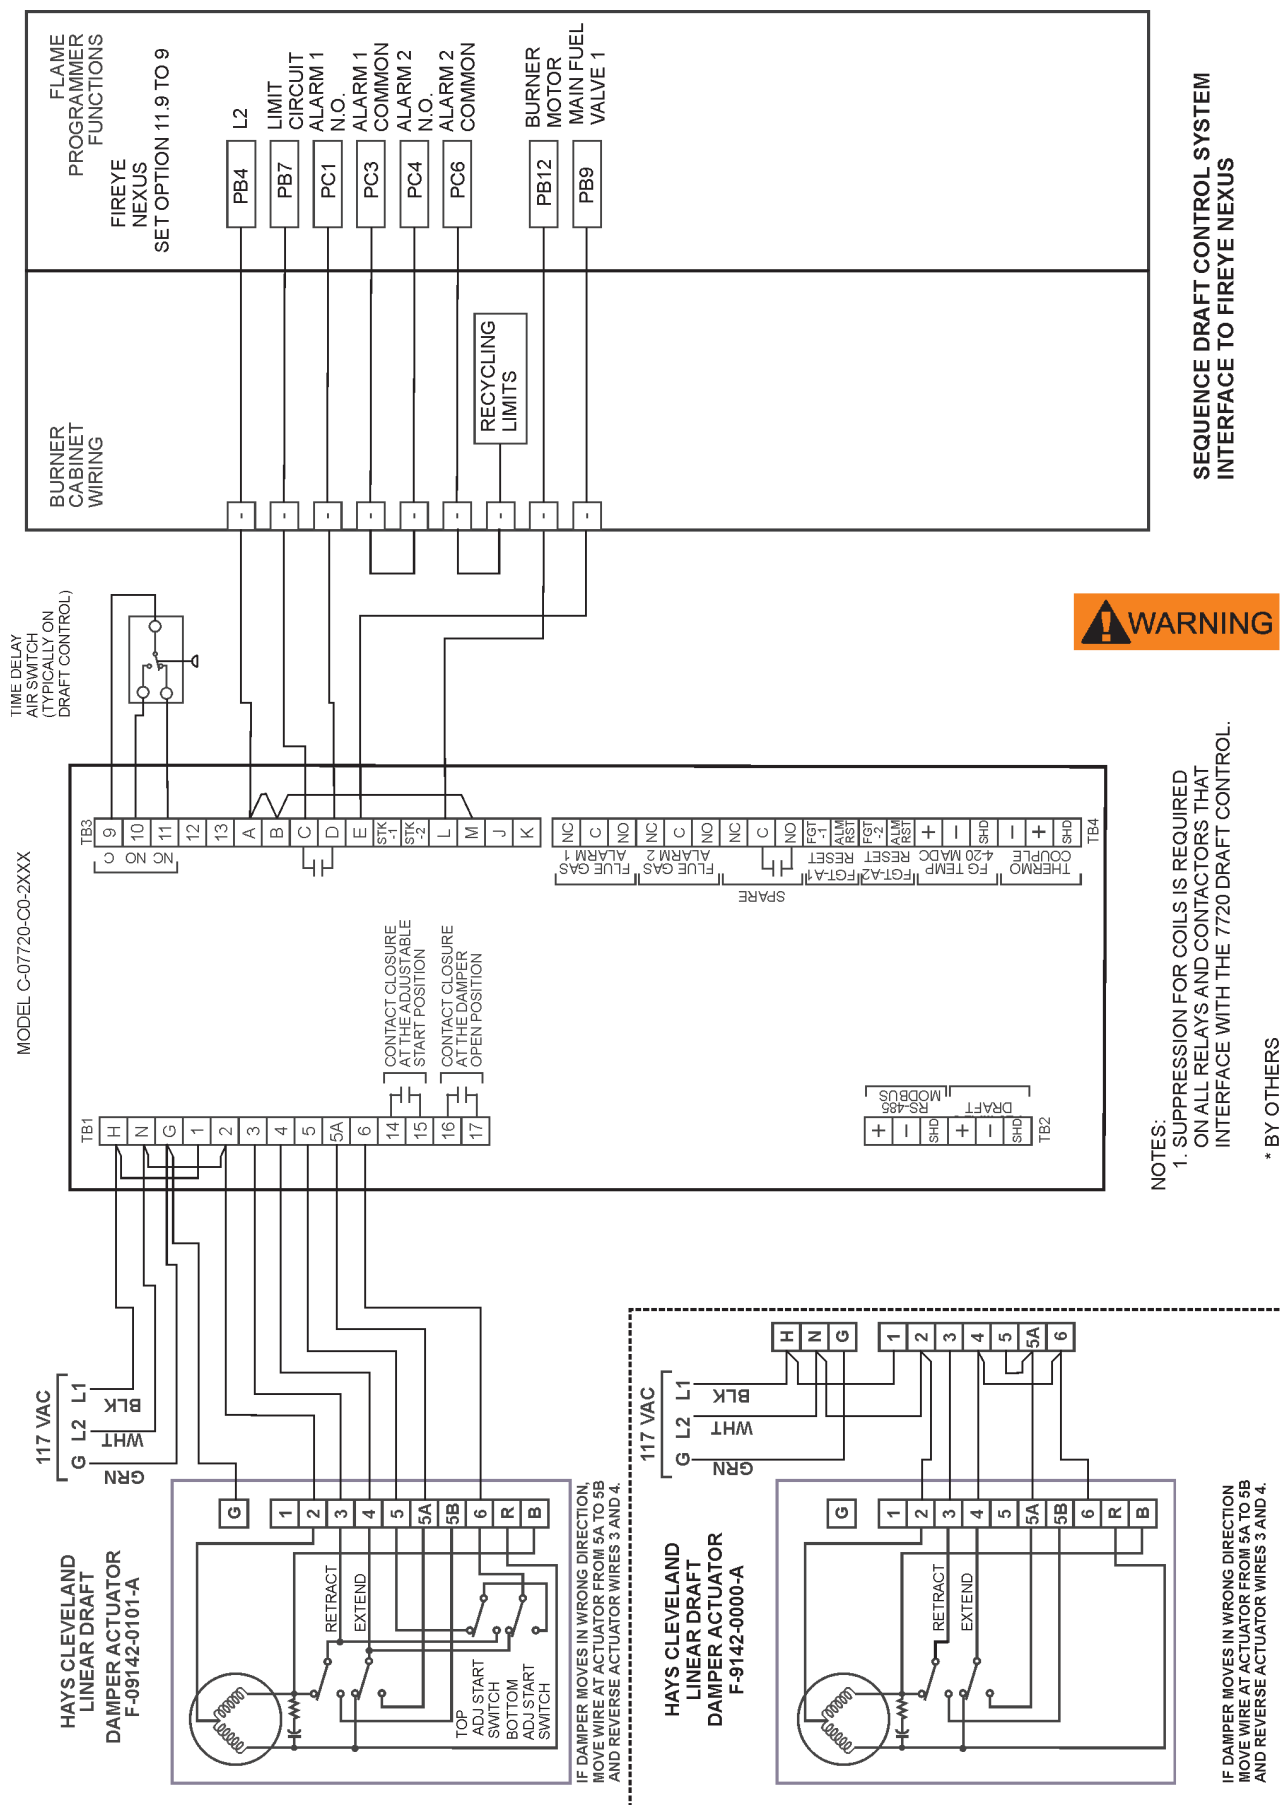 FLAME
PROGRAMMER
FUNCTIONS
FIREYE
NEXUS
SET OPTION 11.9 TO 9
PB4
L2
PB7
LIMIT
CIRCUIT
PC1
ALARM 1
N.O.
PC3
ALARM 1
COMMON
PC4
ALARM 2
N.O.
PC6
ALARM 2
COMMON
PB12
BURNER
MOTOR
PB9
MAIN FUEL
VALVE 1
BURNER
CABINET
WIRING
RECYCLING
LIMITS
-
-
-
-
-
-
-
-
-
SEQUENCE DRAFT CONTROL SYSTEM
INTERFACE TO FIREYE NEXUS
TIME DELAY
AIR SWITCH
(TYPICALLY ON
DRAFT CONTROL)
WARNING
MODEL C-07720-C0-2XXX
TB3
9
10
11
12
13
A
B
C
D
E
STK
-1
STK
-2
L
M
J
K
C
NO
NO
NC
C
NO
NC
C
NO
NC
C
NO
FGT
-1
ALM
RST
FGT
-2
ALM
RST
+
-
SHD
-
+
SHD
TB4
FLUE GAS
ALARM 1
FLUE GAS
ALARM 2
SPARE
FGT-A1
RESET
FGT-A2
RESET
FG TEMP
4-20 MADC
THERMO
COUPLE
CONTACT CLOSURE
AT THE ADJUSTABLE
START POSITION
CONTACT CLOSURE
AT THE DAMPER
OPEN POSITION
TB1
H
N
G
1
2
3
4
5
5A
6
14
15
16
17
+
-
SHD
+
-
SHD
TB2
RS-485
MODBUS
DRAFT
NOTES:
1. SUPPRESSION FOR COILS IS REQUIRED
ON ALL RELAYS AND CONTACTORS THAT
INTERFACE WITH THE 7720 DRAFT CONTROL.
* BY OTHERS
117 VAC
G
L2
L1
GRN
WHT
BLK
HAYS CLEVELAND
LINEAR DRAFT
DAMPER ACTUATOR
F-09142-0101-A
G
1
2
3
4
5
5A
5B
6
R
B
RETRACT
EXTEND
TOP
ADJ START
SWITCH
BOTTOM
ADJ START
SWITCH
IF DAMPER MOVES IN WRONG DIRECTION,
MOVE WIRE AT ACTUATOR FROM 5A TO 5B
AND REVERSE ACTUATOR WIRES 3 AND 4.
117 VAC
G
L2
L1
GRN
WHT
BLK
H
N
G
1
2
3
4
5
5A
6
HAYS CLEVELAND
LINEAR DRAFT
DAMPER ACTUATOR
F-9142-0000-A
G
1
2
3
4
5
5A
5B
6
R
B
RETRACT
EXTEND
IF DAMPER MOVES IN WRONG DIRECTION
MOVE WIRE AT ACTUATOR FROM 5A TO 5B
AND REVERSE ACTUATOR WIRES 3 AND 4.